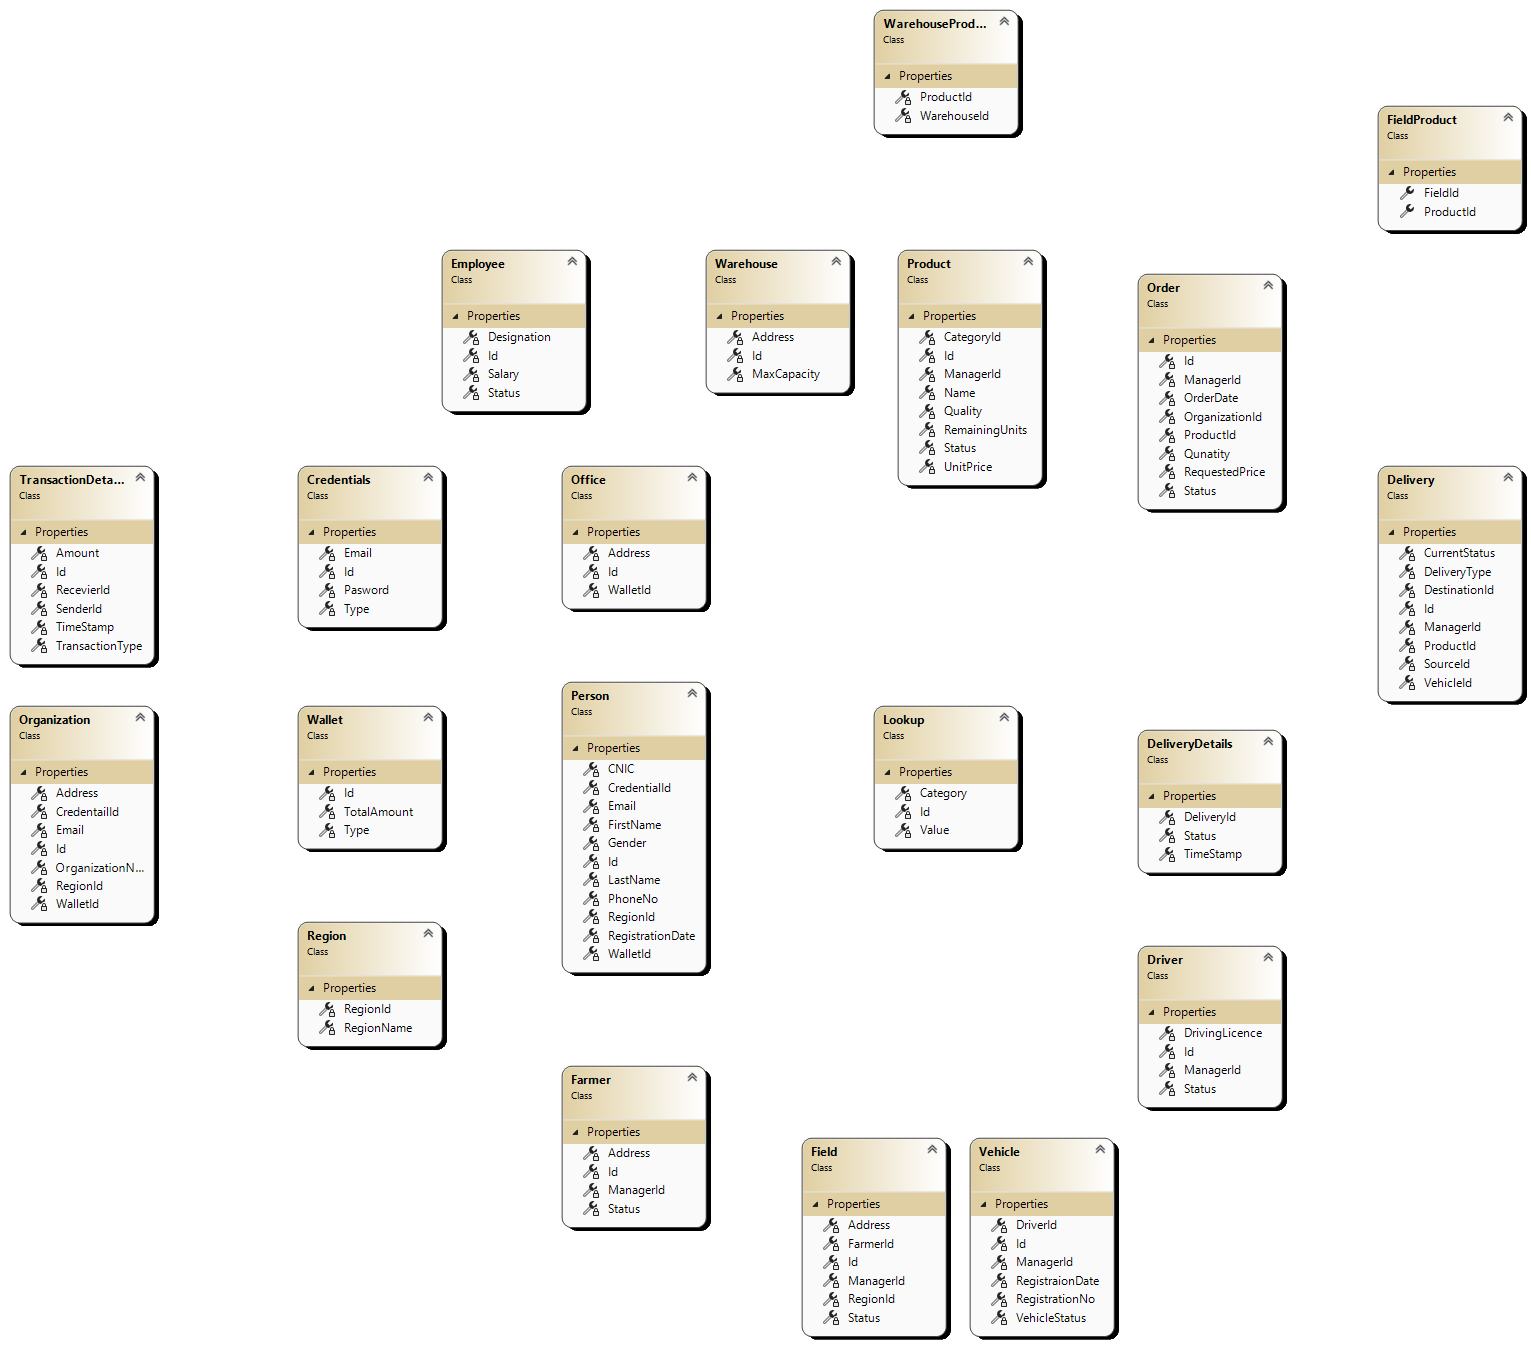 WarehouseProd...
Class
Properties
ProductId
WarehouseId
FieldProduct
Class
Properties
FieldId
ProductId
Employee
Class
Properties
Designation
Id
Salary
Status
Warehouse
Class
Properties
Address
Id
MaxCapacity
Product
Class
Properties
CategoryId
Id
ManagerId
Name
Quality
RemainingUnits
Status
UnitPrice
Order
Class
Properties
Id
ManagerId
OrderDate
OrganizationId
ProductId
Qunatity
RequestedPrice
Status
TransactionDeta...
Class
Properties
Amount
Id
RecevierId
SenderId
TimeStamp
TransactionType
Credentials
Class
Properties
Email
Id
Pasword
Type
Office
Class
Properties
Address
Id
WalletId
Delivery
Class
Properties
CurrentStatus
DeliveryType
DestinationId
Id
ManagerId
ProductId
SourceId
VehicleId
Organization
Class
Properties
Address
CredentailId
Email
Id
OrganizationN...
RegionId
WalletId
Wallet
Class
Properties
Id
TotalAmount
Type
Person
Class
Properties
CNIC
CredentialId
Email
FirstName
Gender
Id
LastName
PhoneNo
RegionId
RegistrationDate
WalletId
Lookup
Class
Properties
Category
Id
Value
DeliveryDetails
Class
Properties
DeliveryId
Status
TimeStamp
Region
Class
Properties
RegionId
RegionName
Driver
Class
Properties
DrivingLicence
Id
ManagerId
Status
Farmer
Class
Properties
Address
Id
ManagerId
Status
Field
Class
Properties
Address
FarmerId
Id
ManagerId
RegionId
Status
Vehicle
Class
Properties
DriverId
Id
ManagerId
RegistraionDate
RegistrationNo
VehicleStatus